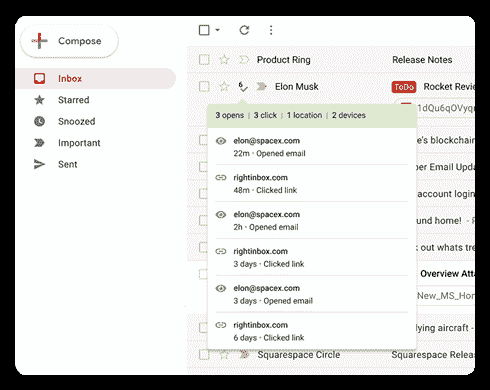 Compose
Inbox
Starred
Snoozed
Important
Sent
Product Ring Release Notes
6 Elon Musk ToDo Rocket Revie
3 opens | 3 click | 1 location | 2 devices
elon@spacex.com
22m · Opened email
rightinbox.com
48m · Clicked link
elon@spacex.com
2h · Opened email
rightinbox.com
3 days · Clicked link
elon@spacex.com
3 days · Opened email
rightinbox.com
6 days · Clicked link
1dQu6qOVyqr
e's blockchain
per Email Upda
account login
und home! - F
k out whats tre
Overview Atta
New_MS_Hom
lying aircraft -
Squarespace Circle Squarespace Releas